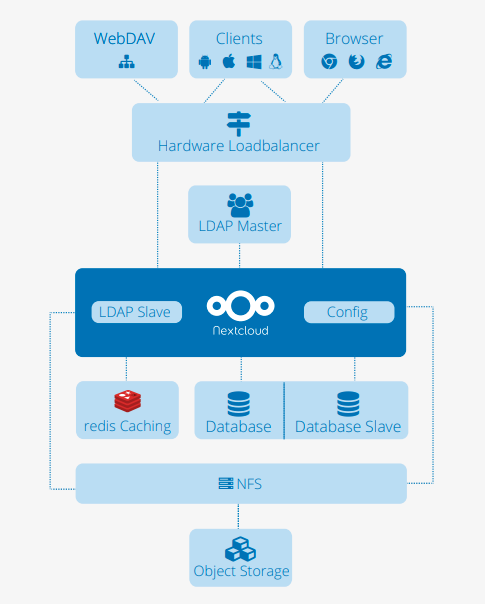 WebDAV
Clients
Browser
Hardware Loadbalancer
LDAP Master
LDAP Slave
Nextcloud
Config
redis Caching
Database
Database Slave
NFS
Object Storage